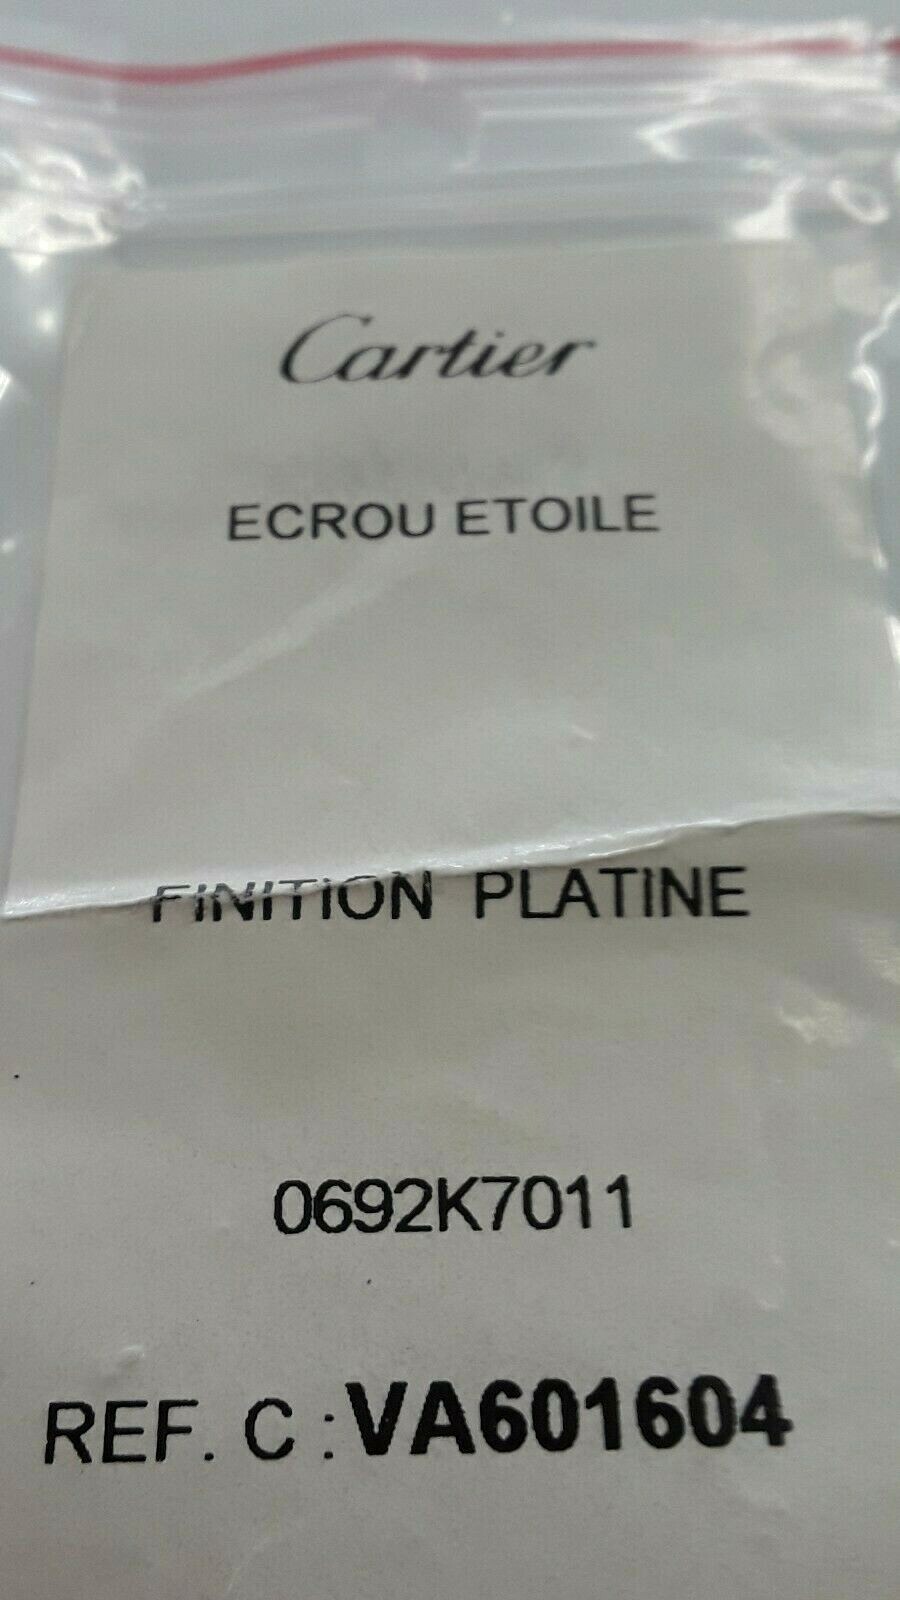 Cartier
ECROU ETOILE
FINITION PLATINE
0692K7011
REF. C :VA601604